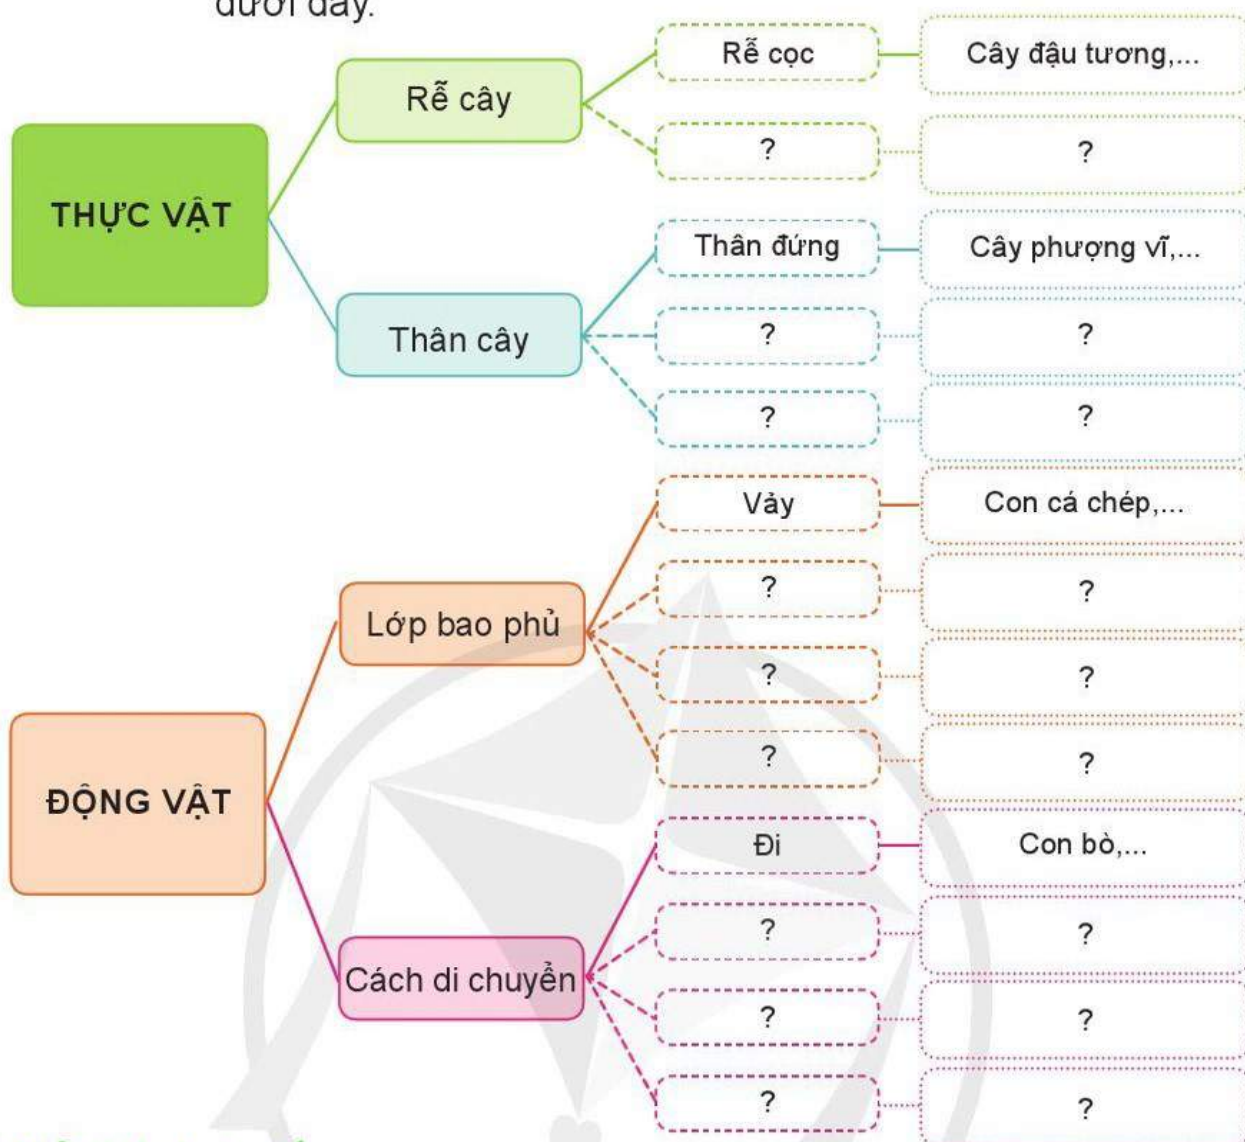 dưới đây.
THỰC VẬT
Rễ cây
Rễ cọc
Cây đậu tương,...
?
?
Thân cây
Thân đứng
Cây phượng vĩ,...
?
?
?
?
ĐỘNG VẬT
Lớp bao phủ
Vảy
Con cá chép,...
?
?
?
?
?
?
Cách di chuyển
Đi
Con bò,...
?
?
?
?
?
?